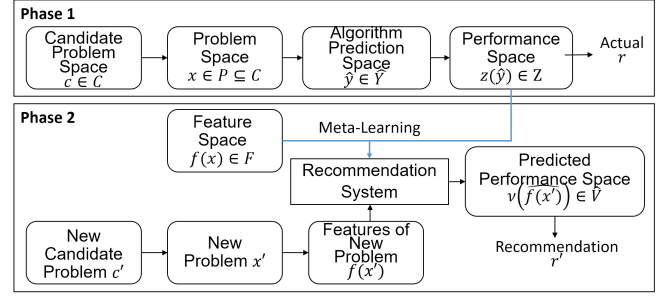 Phase 1
Candidate
Problem
Space
c ∈ C
Problem
Space
x ∈ P ⊆ C
Algorithm
Prediction
Space
ŷ ∈ Ŷ
Performance
Space
z(ŷ) ∈ Z
Actual
r
Phase 2
Feature
Space
f(x) ∈ F
Meta-Learning
Recommendation
System
Predicted
Performance Space
ν(f̂(x′)) ∈ V̂
New
Candidate
Problem c′
New
Problem x′
Features of
New
Problem
f(x′)
Recommendation
r′